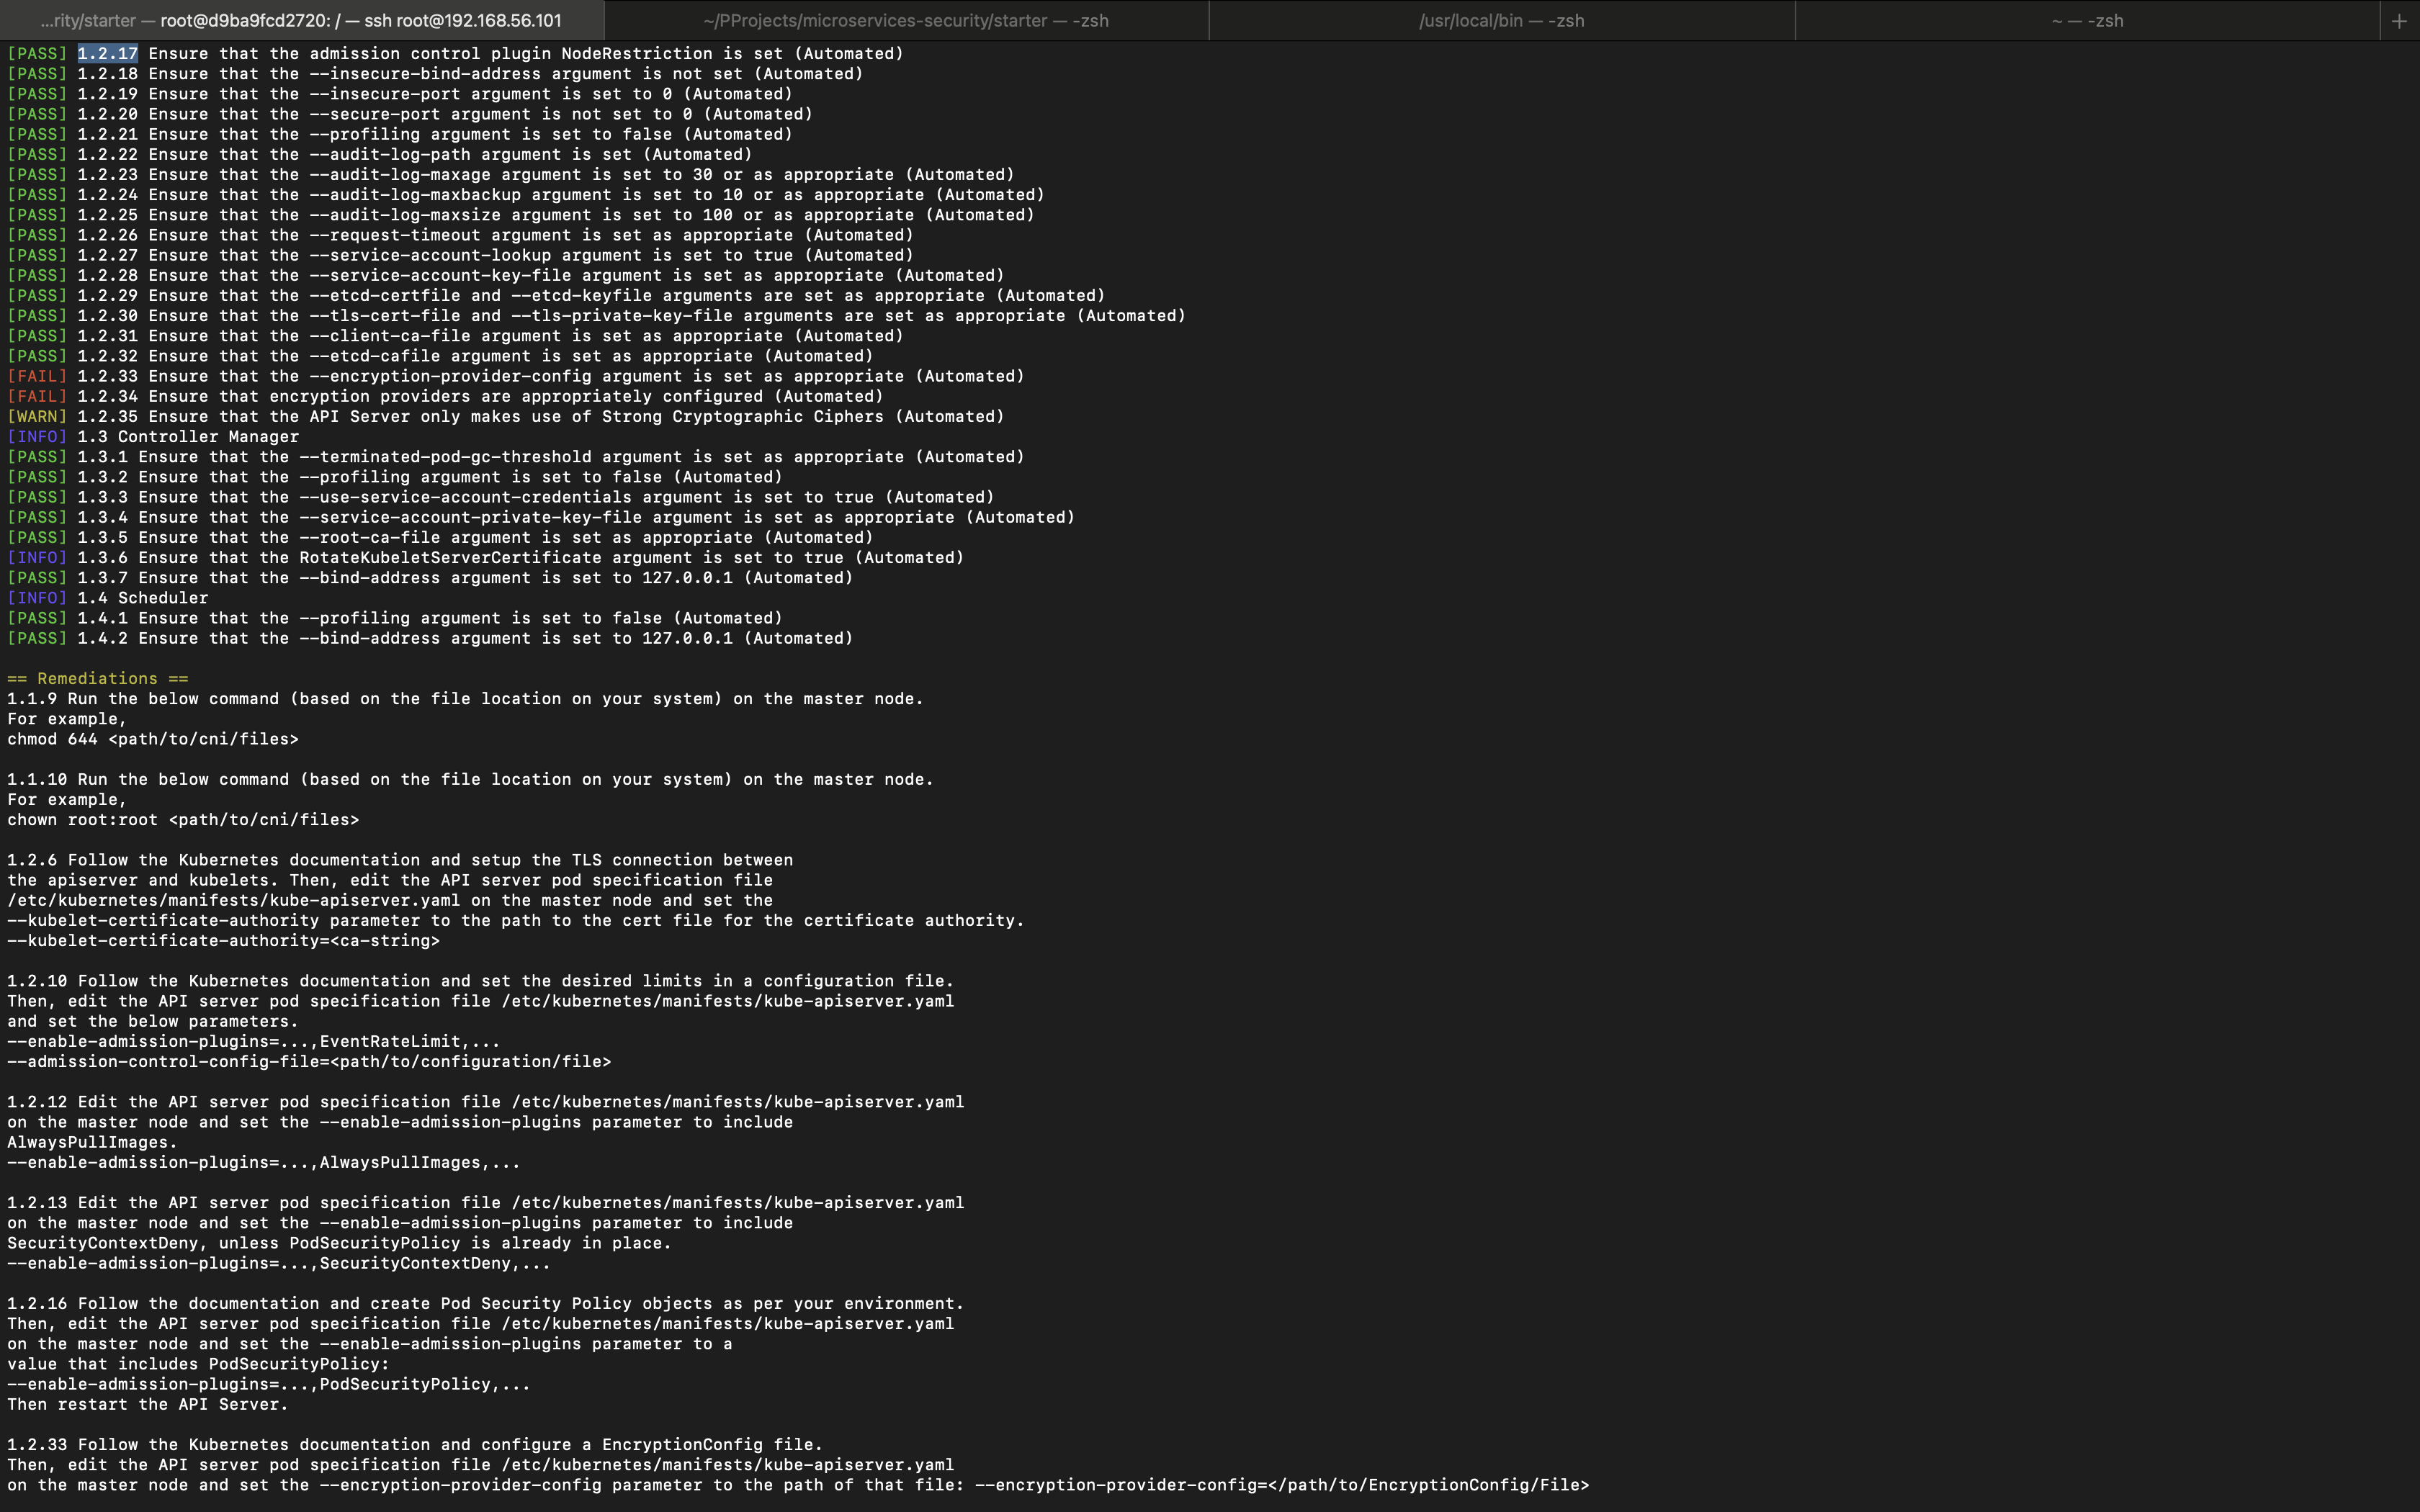 ...rity/starter — root@d9ba9fcd2720: / — ssh root@192.168.56.101
~/PProjects/microservices-security/starter — -zsh
/usr/local/bin — -zsh
~ — -zsh
+
[PASS] 1.2.17 Ensure that the admission control plugin NodeRestriction is set (Automated)
[PASS] 1.2.18 Ensure that the --insecure-bind-address argument is not set (Automated)
[PASS] 1.2.19 Ensure that the --insecure-port argument is set to 0 (Automated)
[PASS] 1.2.20 Ensure that the --secure-port argument is not set to 0 (Automated)
[PASS] 1.2.21 Ensure that the --profiling argument is set to false (Automated)
[PASS] 1.2.22 Ensure that the --audit-log-path argument is set (Automated)
[PASS] 1.2.23 Ensure that the --audit-log-maxage argument is set to 30 or as appropriate (Automated)
[PASS] 1.2.24 Ensure that the --audit-log-maxbackup argument is set to 10 or as appropriate (Automated)
[PASS] 1.2.25 Ensure that the --audit-log-maxsize argument is set to 100 or as appropriate (Automated)
[PASS] 1.2.26 Ensure that the --request-timeout argument is set as appropriate (Automated)
[PASS] 1.2.27 Ensure that the --service-account-lookup argument is set to true (Automated)
[PASS] 1.2.28 Ensure that the --service-account-key-file argument is set as appropriate (Automated)
[PASS] 1.2.29 Ensure that the --etcd-certfile and --etcd-keyfile arguments are set as appropriate (Automated)
[PASS] 1.2.30 Ensure that the --tls-cert-file and --tls-private-key-file arguments are set as appropriate (Automated)
[PASS] 1.2.31 Ensure that the --client-ca-file argument is set as appropriate (Automated)
[PASS] 1.2.32 Ensure that the --etcd-cafile argument is set as appropriate (Automated)
[FAIL] 1.2.33 Ensure that the --encryption-provider-config argument is set as appropriate (Automated)
[FAIL] 1.2.34 Ensure that encryption providers are appropriately configured (Automated)
[WARN] 1.2.35 Ensure that the API Server only makes use of Strong Cryptographic Ciphers (Automated)
[INFO] 1.3 Controller Manager
[PASS] 1.3.1 Ensure that the --terminated-pod-gc-threshold argument is set as appropriate (Automated)
[PASS] 1.3.2 Ensure that the --profiling argument is set to false (Automated)
[PASS] 1.3.3 Ensure that the --use-service-account-credentials argument is set to true (Automated)
[PASS] 1.3.4 Ensure that the --service-account-private-key-file argument is set as appropriate (Automated)
[PASS] 1.3.5 Ensure that the --root-ca-file argument is set as appropriate (Automated)
[INFO] 1.3.6 Ensure that the RotateKubeletServerCertificate argument is set to true (Automated)
[PASS] 1.3.7 Ensure that the --bind-address argument is set to 127.0.0.1 (Automated)
[INFO] 1.4 Scheduler
[PASS] 1.4.1 Ensure that the --profiling argument is set to false (Automated)
[PASS] 1.4.2 Ensure that the --bind-address argument is set to 127.0.0.1 (Automated)
== Remediations ==
1.1.9 Run the below command (based on the file location on your system) on the master node.
For example,
chmod 644 <path/to/cni/files>
1.1.10 Run the below command (based on the file location on your system) on the master node.
For example,
chown root:root <path/to/cni/files>
1.2.6 Follow the Kubernetes documentation and setup the TLS connection between
the apiserver and kubelets. Then, edit the API server pod specification file
/etc/kubernetes/manifests/kube-apiserver.yaml on the master node and set the
--kubelet-certificate-authority parameter to the path to the cert file for the certificate authority.
--kubelet-certificate-authority=<ca-string>
1.2.10 Follow the Kubernetes documentation and set the desired limits in a configuration file.
Then, edit the API server pod specification file /etc/kubernetes/manifests/kube-apiserver.yaml
and set the below parameters.
--enable-admission-plugins=...,EventRateLimit,...
--admission-control-config-file=<path/to/configuration/file>
1.2.12 Edit the API server pod specification file /etc/kubernetes/manifests/kube-apiserver.yaml
on the master node and set the --enable-admission-plugins parameter to include
AlwaysPullImages.
--enable-admission-plugins=...,AlwaysPullImages,...
1.2.13 Edit the API server pod specification file /etc/kubernetes/manifests/kube-apiserver.yaml
on the master node and set the --enable-admission-plugins parameter to include
SecurityContextDeny, unless PodSecurityPolicy is already in place.
--enable-admission-plugins=...,SecurityContextDeny,...
1.2.16 Follow the documentation and create Pod Security Policy objects as per your environment.
Then, edit the API server pod specification file /etc/kubernetes/manifests/kube-apiserver.yaml
on the master node and set the --enable-admission-plugins parameter to a
value that includes PodSecurityPolicy:
--enable-admission-plugins=...,PodSecurityPolicy,...
Then restart the API Server.
1.2.33 Follow the Kubernetes documentation and configure a EncryptionConfig file.
Then, edit the API server pod specification file /etc/kubernetes/manifests/kube-apiserver.yaml
on the master node and set the --encryption-provider-config parameter to the path of that file: --encryption-provider-config=</path/to/EncryptionConfig/File>